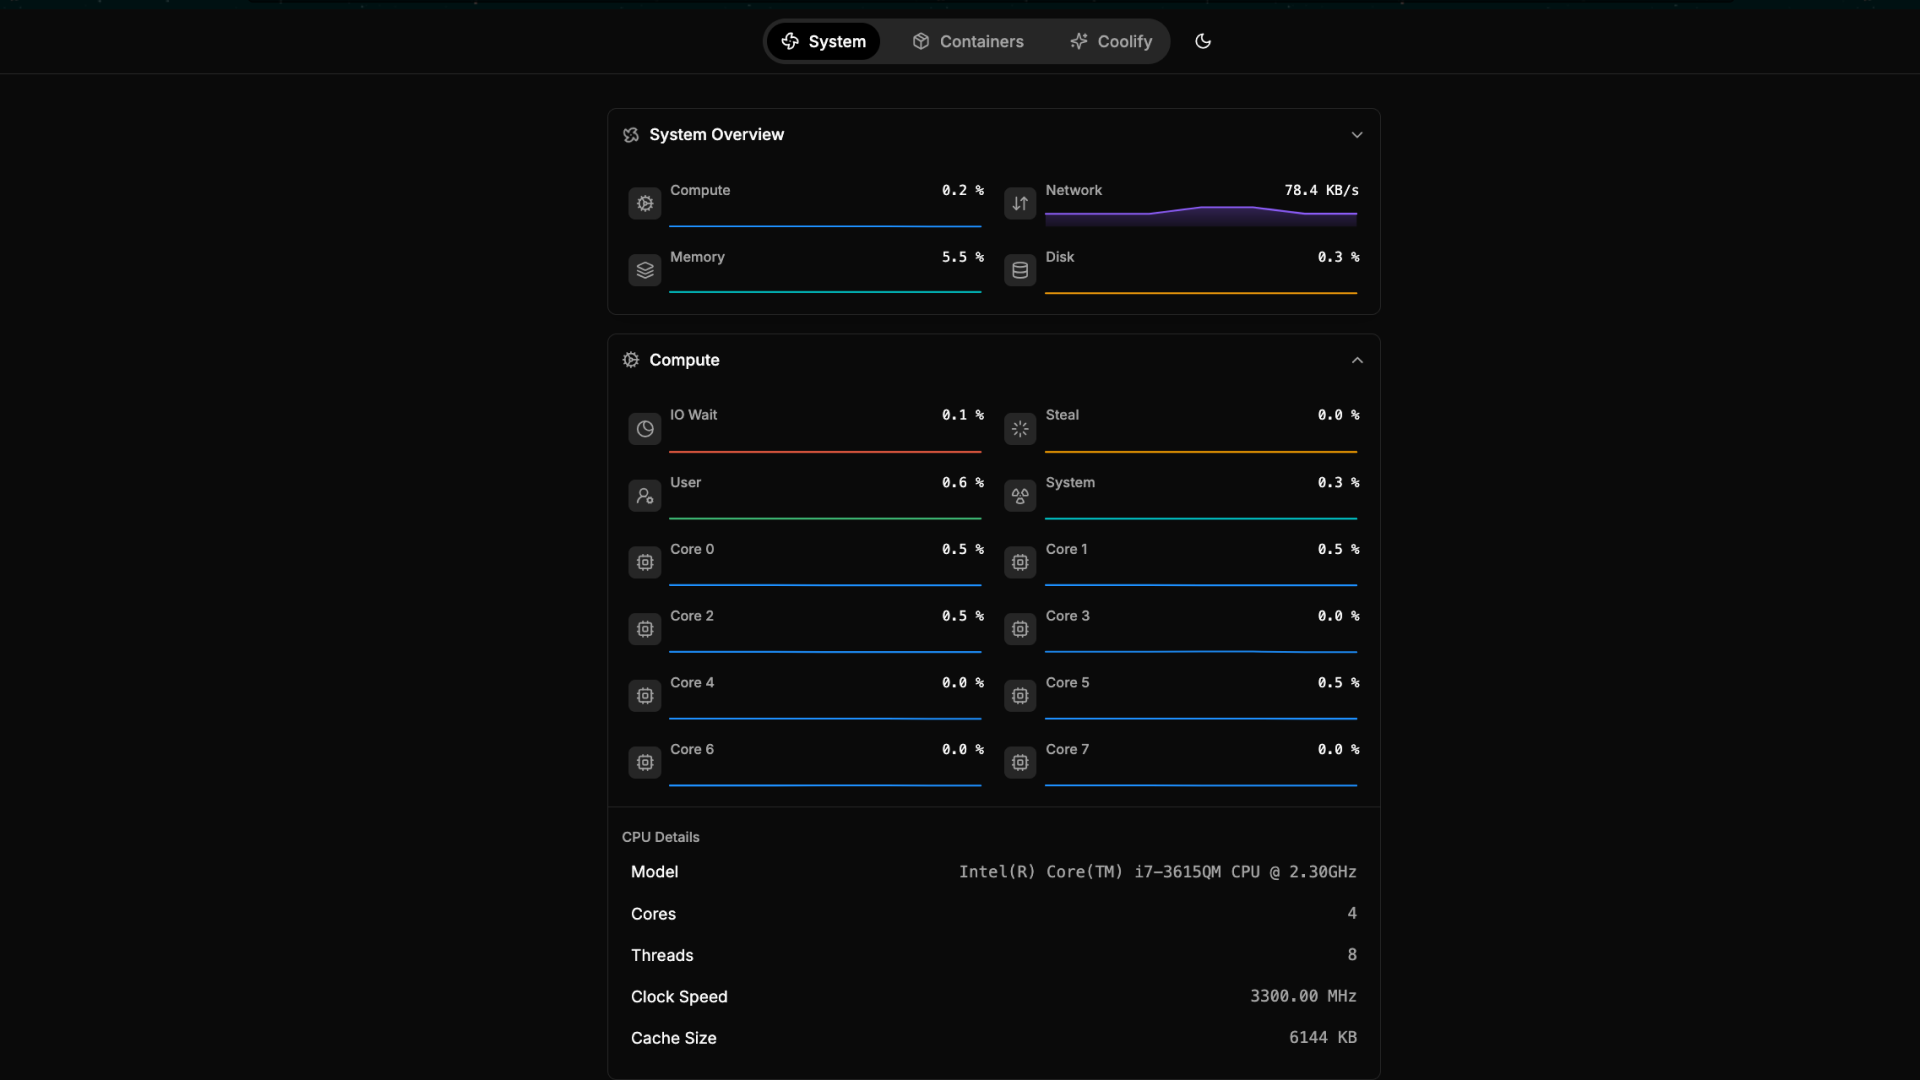 System
Containers
Coolify
System Overview
Compute 0.2 %
Network 78.4 KB/s
Memory 5.5 %
Disk 0.3 %
Compute
IO Wait 0.1 %
Steal 0.0 %
User 0.6 %
System 0.3 %
Core 0 0.5 %
Core 1 0.5 %
Core 2 0.5 %
Core 3 0.0 %
Core 4 0.0 %
Core 5 0.5 %
Core 6 0.0 %
Core 7 0.0 %
CPU Details
Model Intel(R) Core(TM) i7-3615QM CPU @ 2.30GHz
Cores 4
Threads 8
Clock Speed 3300.00 MHz
Cache Size 6144 KB